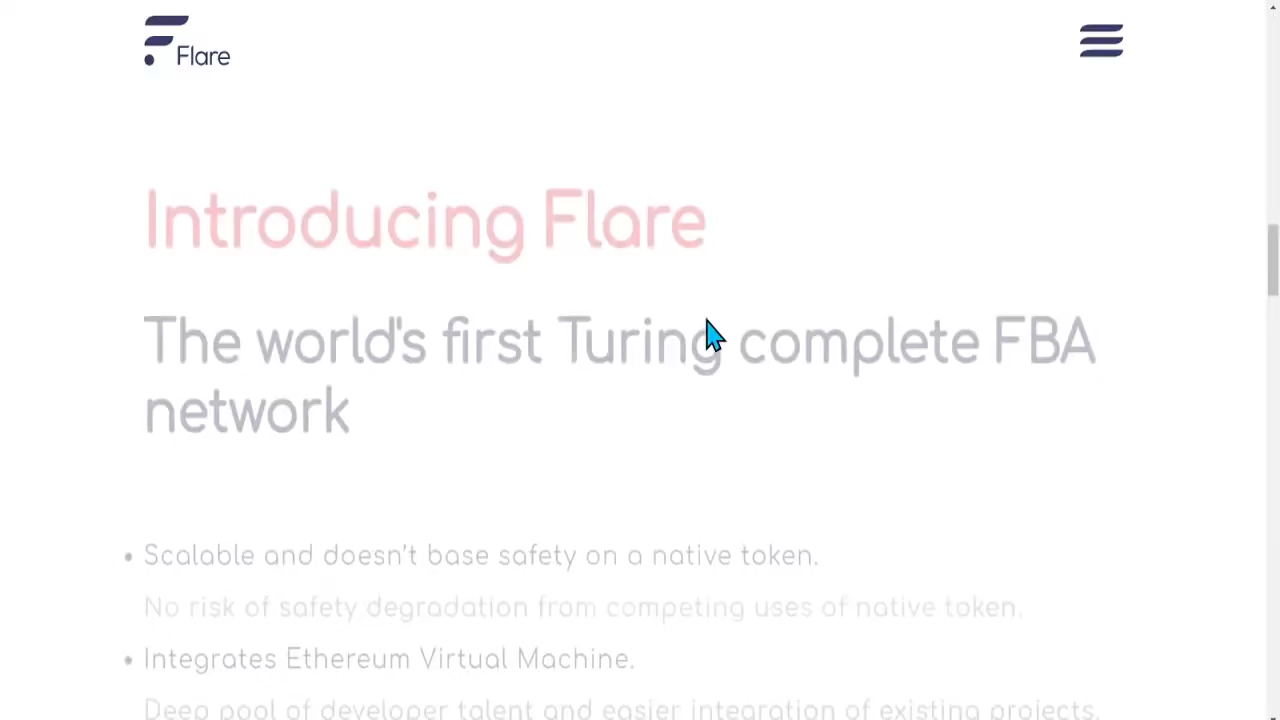 Flare
Introducing Flare
The world's first Turing complete FBA
network
• Scalable and doesn't base safety on a native token.
No risk of safety degradation from competing uses of native token.
• Integrates Ethereum Virtual Machine.
Deep pool of developer talent and easier integration of existing projects.